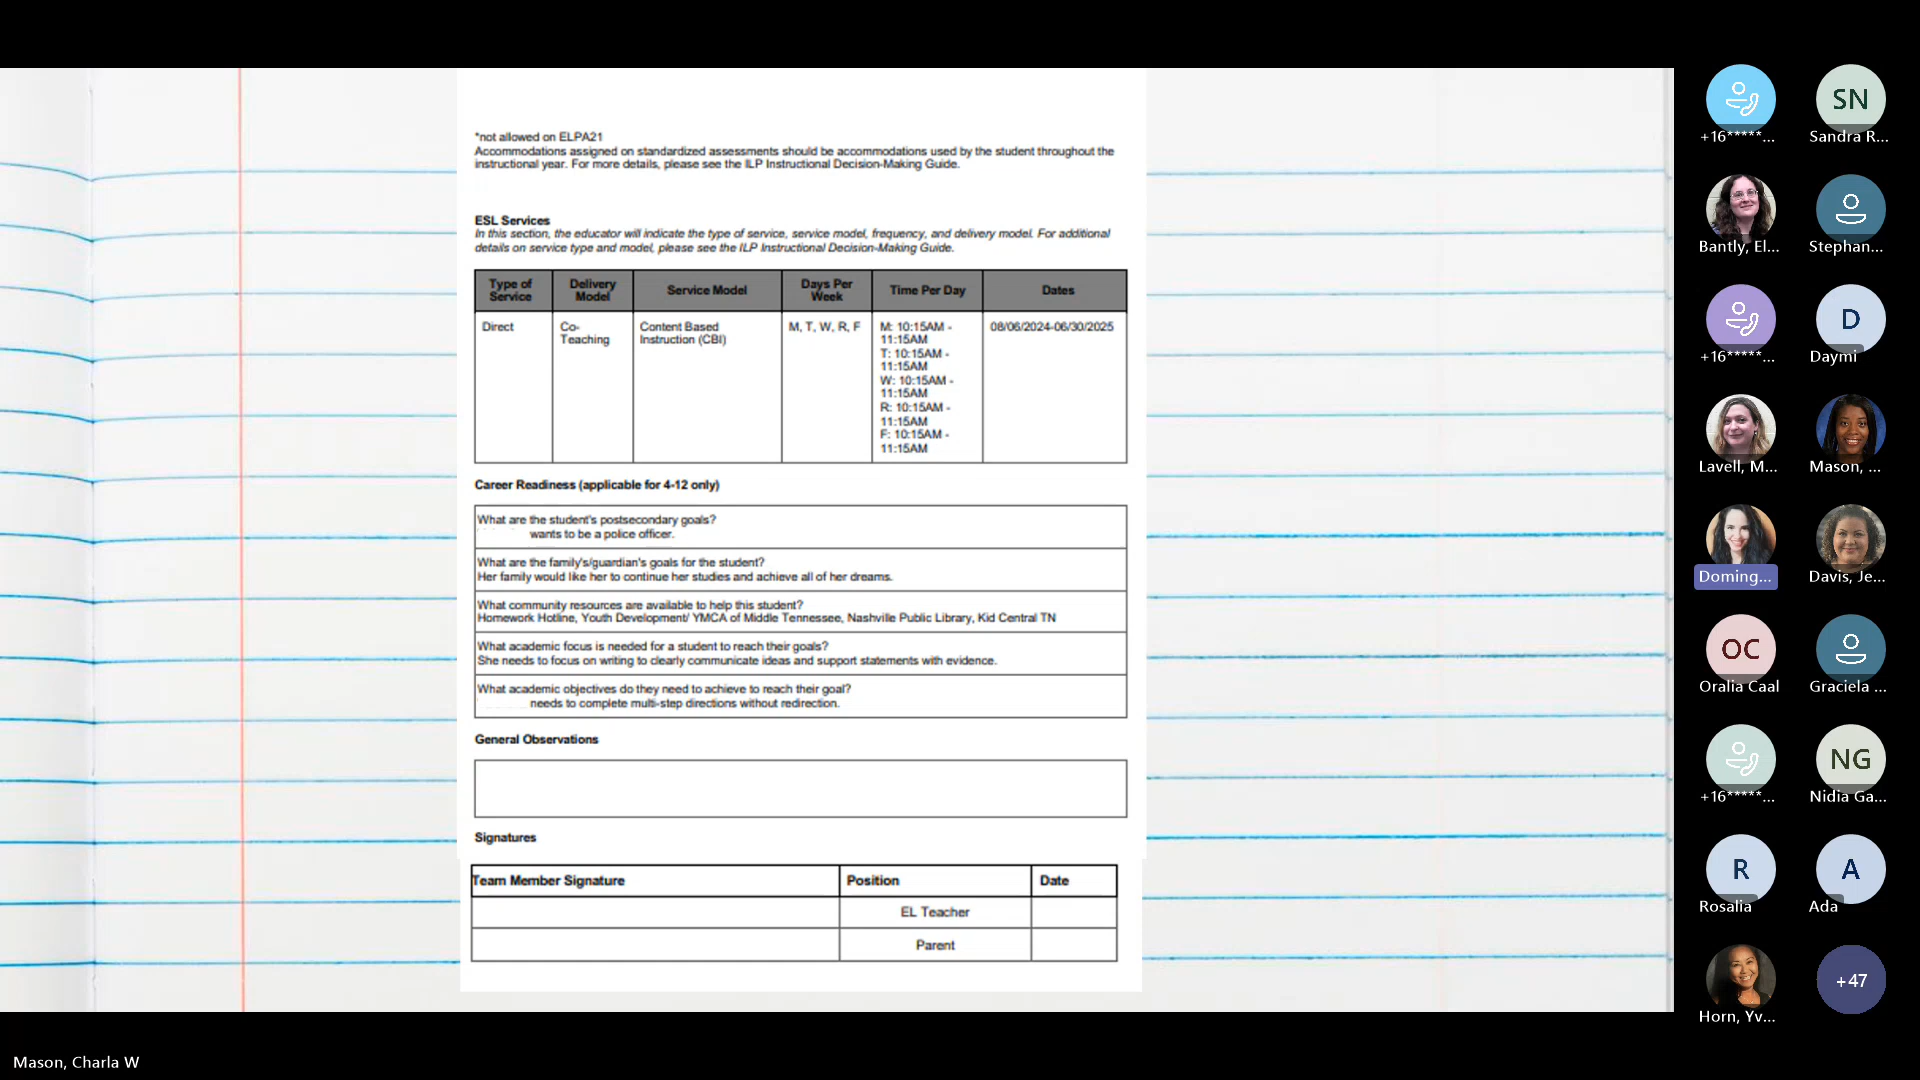 *not allowed on ELPA21
Accommodations assigned on standardized assessments should be accommodations used by the student throughout the
instructional year. For more details, please see the ILP Instructional Decision-Making Guide.
ESL Services
In this section, the educator will indicate the type of service, service model, frequency, and delivery model. For additional
details on service type and model, please see the ILP Instructional Decision-Making Guide.
Type of
Service
Delivery
Model
Service Model
Days Per
Week
Time Per Day
Dates
Direct
Co-
Teaching
Content Based
Instruction (CBI)
M, T, W, R, F
M: 10:15AM -
11:15AM
T: 10:15AM -
11:15AM
W: 10:15AM -
11:15AM
R: 10:15AM -
11:15AM
F: 10:15AM -
11:15AM
08/06/2024-06/30/2025
Career Readiness (applicable for 4-12 only)
What are the student's postsecondary goals?
wants to be a police officer.
What are the family's/guardian's goals for the student?
Her family would like her to continue her studies and achieve all of her dreams.
What community resources are available to help this student?
Homework Hotline, Youth Development/ YMCA of Middle Tennessee, Nashville Public Library, Kid Central TN
What academic focus is needed for a student to reach their goals?
She needs to focus on writing to clearly communicate ideas and support statements with evidence.
What academic objectives do they need to achieve to reach their goal?
needs to complete multi-step directions without redirection.
General Observations
Signatures
Team Member Signature
Position
Date
EL Teacher
Parent
+16*****...
SN
Sandra R...
Bantly, El...
Stephan...
+16*****...
D
Daymi
Lavell, M...
Mason, ...
Doming...
Davis, Je...
OC
Oralia Caal
Graciela ...
+16*****...
NG
Nidia Ga...
R
Rosalia
A
Ada
Horn, Yv...
+47
Mason, Charla W